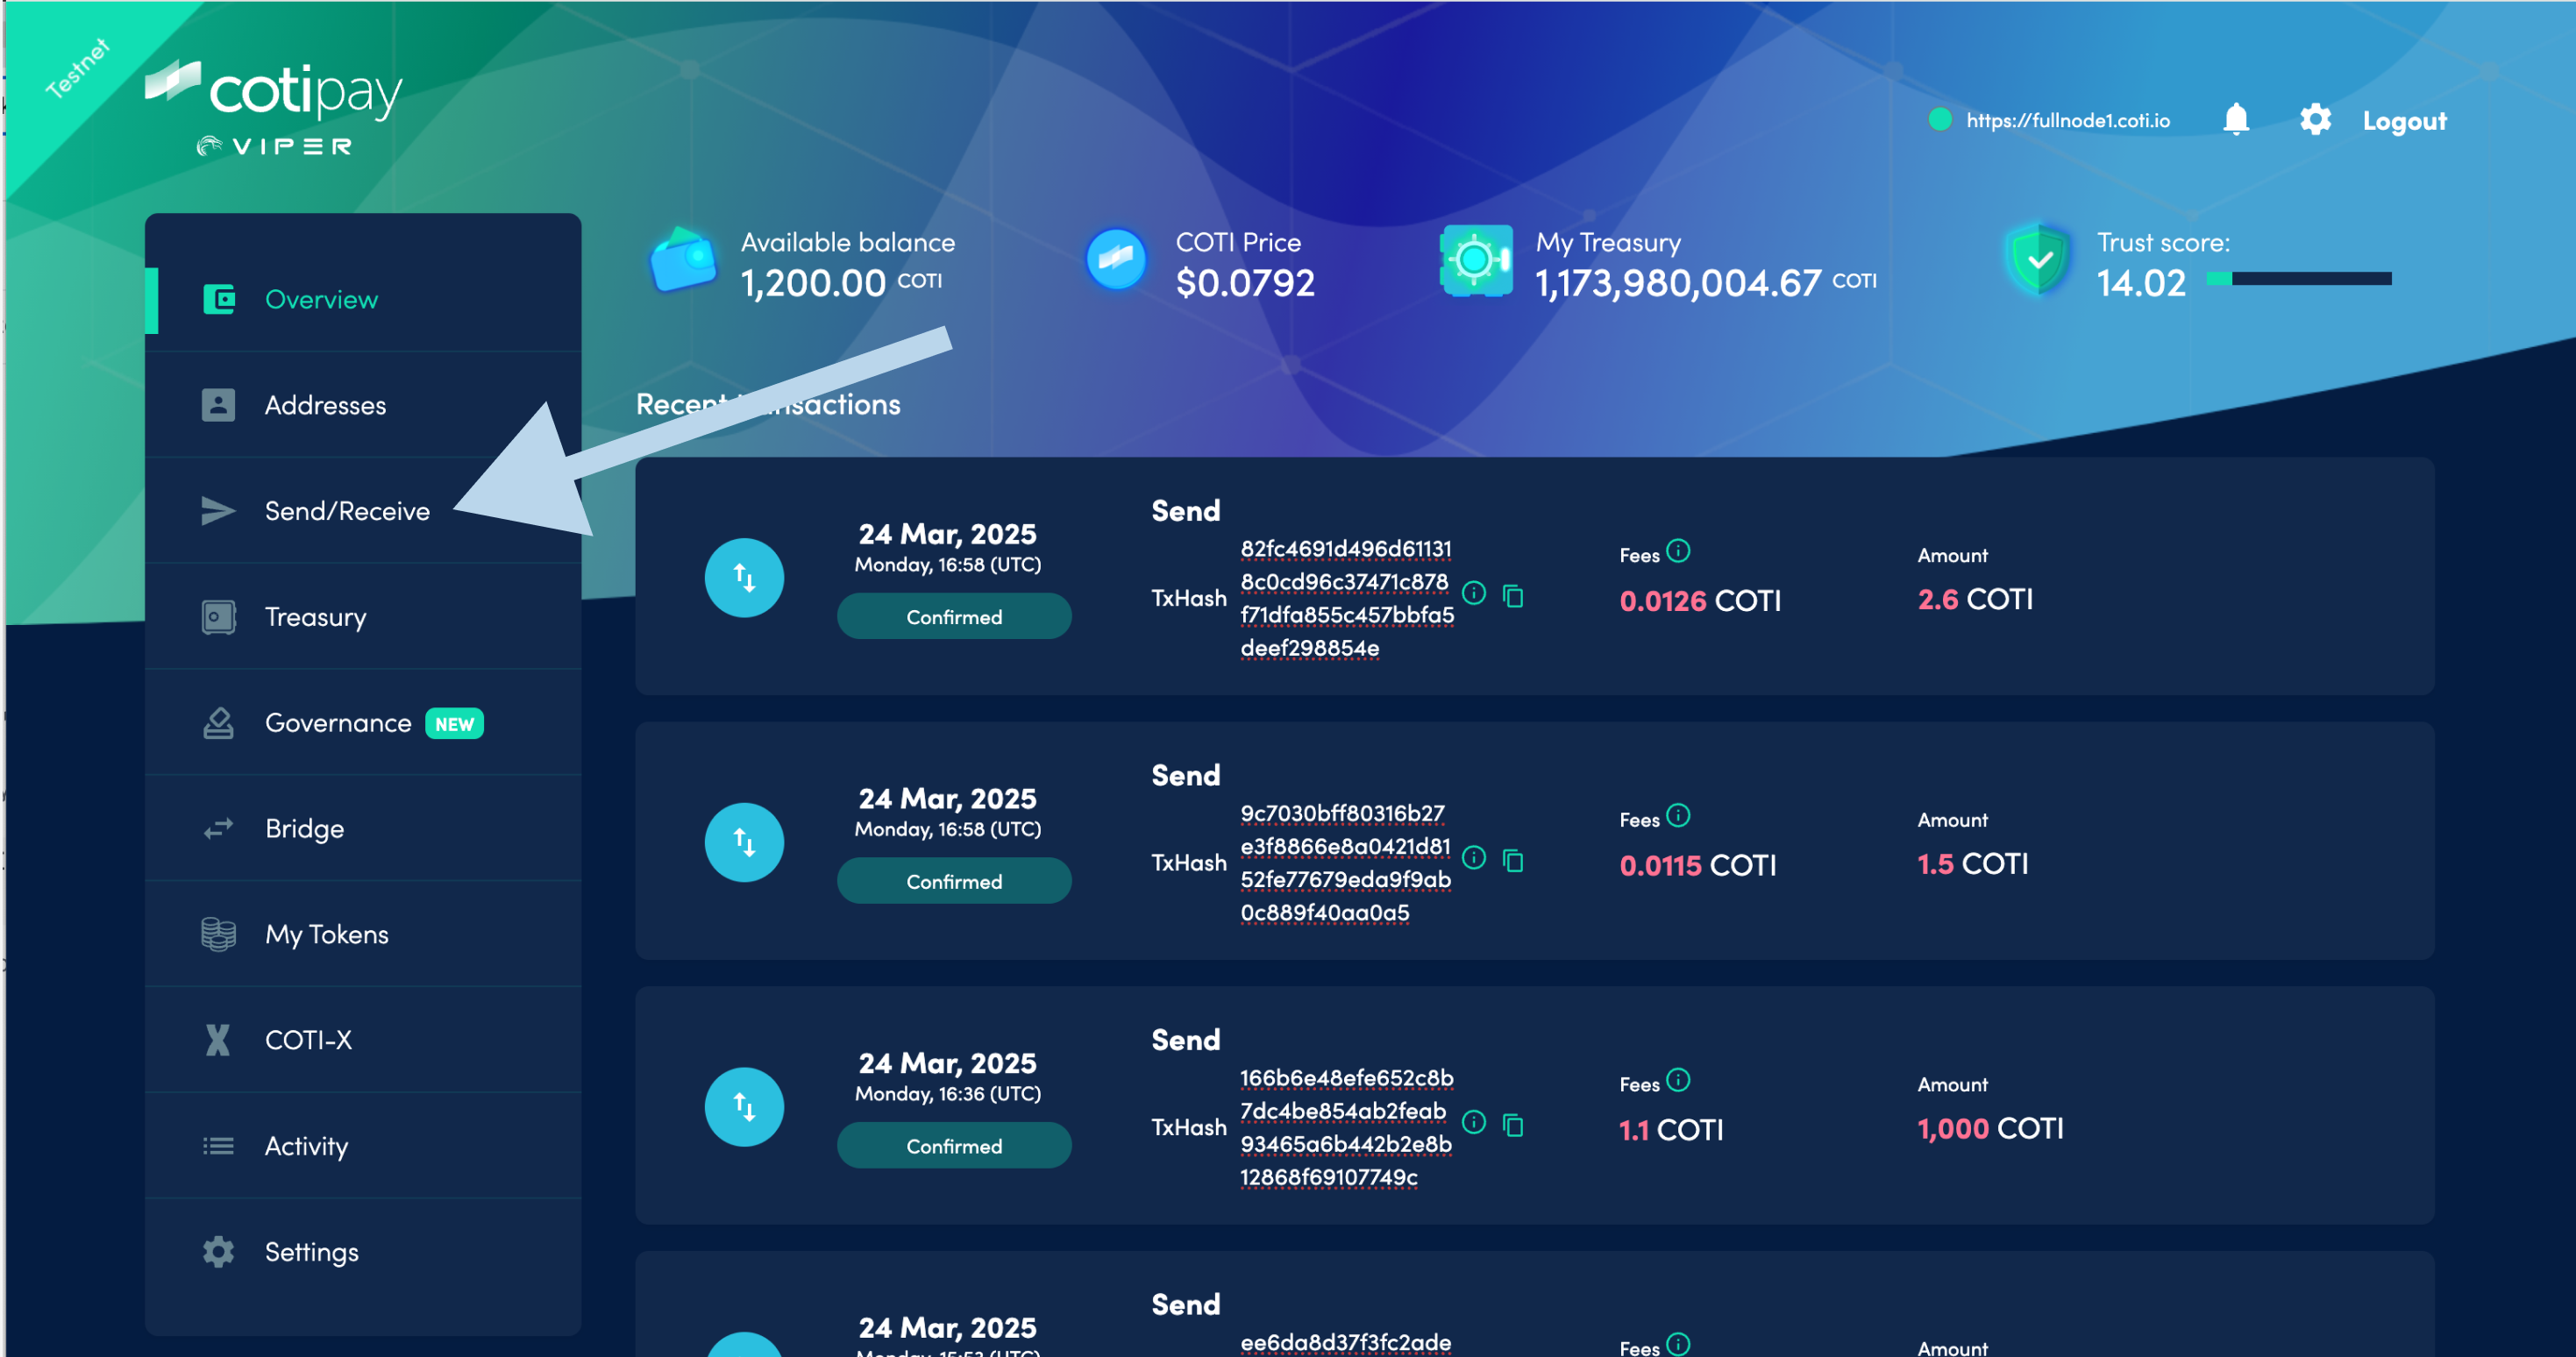 Testnet
cotipay
VIPER
https://fullnode1.coti.io
Logout
Available balance
1,200.00 COTI
COTI Price
$0.0792
My Treasury
1,173,980,004.67 COTI
Trust score:
14.02
Overview
Addresses
Send/Receive
Treasury
Governance NEW
Bridge
My Tokens
COTI-X
Activity
Settings
Recent transactions
24 Mar, 2025
Monday, 16:58 (UTC)
Confirmed
Send
TxHash
82fc4691d496d61131
8c0cd96c37471c878
f71dfa855c457bbfa5
deef298854e
Fees
0.0126 COTI
Amount
2.6 COTI
24 Mar, 2025
Monday, 16:58 (UTC)
Confirmed
Send
TxHash
9c7030bff80316b27
e3f8866e8a0421d81
52fe77679eda9f9ab
0c889f40aa0a5
Fees
0.0115 COTI
Amount
1.5 COTI
24 Mar, 2025
Monday, 16:36 (UTC)
Confirmed
Send
TxHash
166b6e48efe652c8b
7dc4be854ab2feab
93465a6b442b2e8b
12868f69107749c
Fees
1.1 COTI
Amount
1,000 COTI
24 Mar, 2025
Send
ee6da8d37f3fc2ade
Fees
Amount